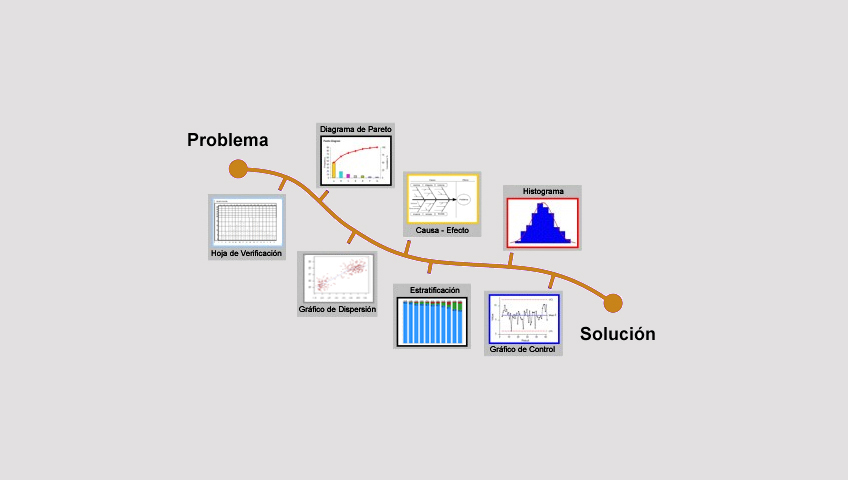 Problema
Diagrama de Pareto
Hoja de Verificación
Causa - Efecto
Histograma
Gráfico de Dispersión
Estratificación
Gráfico de Control
Solución